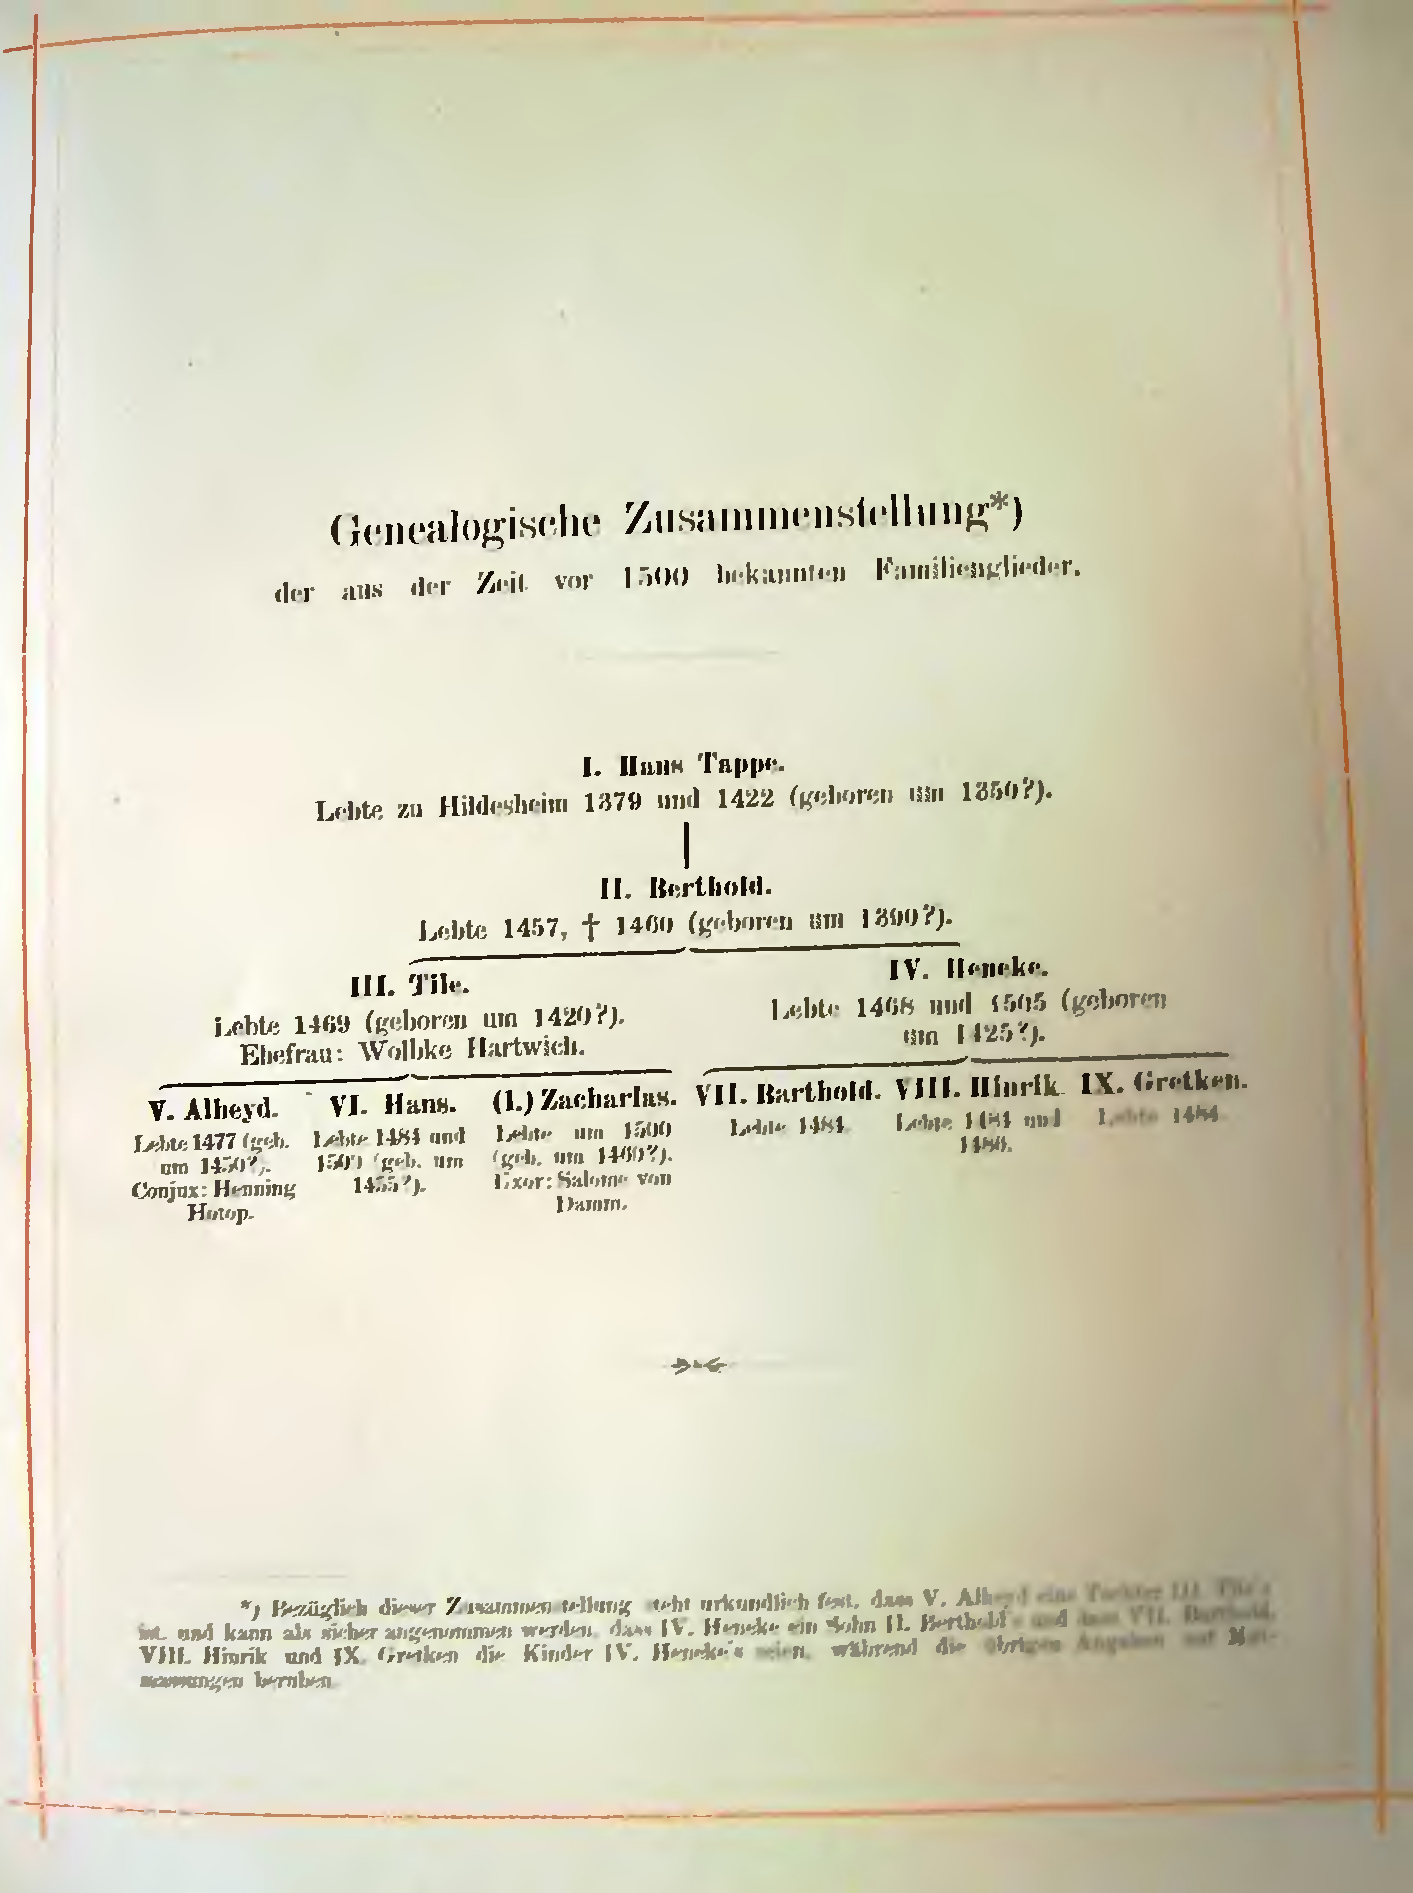 Genealogische Zusammenstellung*)
der aus der Zeit vor 1500 bekannten Familienglieder.
I. Hans Tappe.
Lebte zu Hildesheim 1379 und 1422 (geboren um 1350?).
II. Berthold.
Lebte 1457, † 1460 (geboren um 1390?).
III. Tile.
Lebte 1469 (geboren um 1420?).
Ehefrau: Wolbke Hartwich.
IV. Heneke.
Lebte 1468 und 1505 (geboren
um 1425?).
V. Alheyd.
Lebte 1477 (geb.
um 1450?).
Conjux: Henning
Hotop.
VI. Hans.
Lebte 1484 und
1500 (geb. um
1455?).
(1.) Zacharias.
Lebte um 1500
(geb. um 1460?).
Uxor: Salome von
Damm.
VII. Barthold.
Lebte 1484.
VIII. Hinrik.
Lebte 1484 und
1486.
IX. Gretken.
Lebte 1484.
*) Bezüglich dieser Zusammenstellung steht urkundlich fest, dass V. Alheyd eine Tochter III. Tile's
ist, und kann als sicher angenommen werden, dass IV. Heneke ein Sohn II. Berthold's und dass VII. Barthold,
VIII. Hinrik und IX. Gretken die Kinder IV. Heneke's seien, während die übrigen Angaben auf Mut-
massungen beruhen.